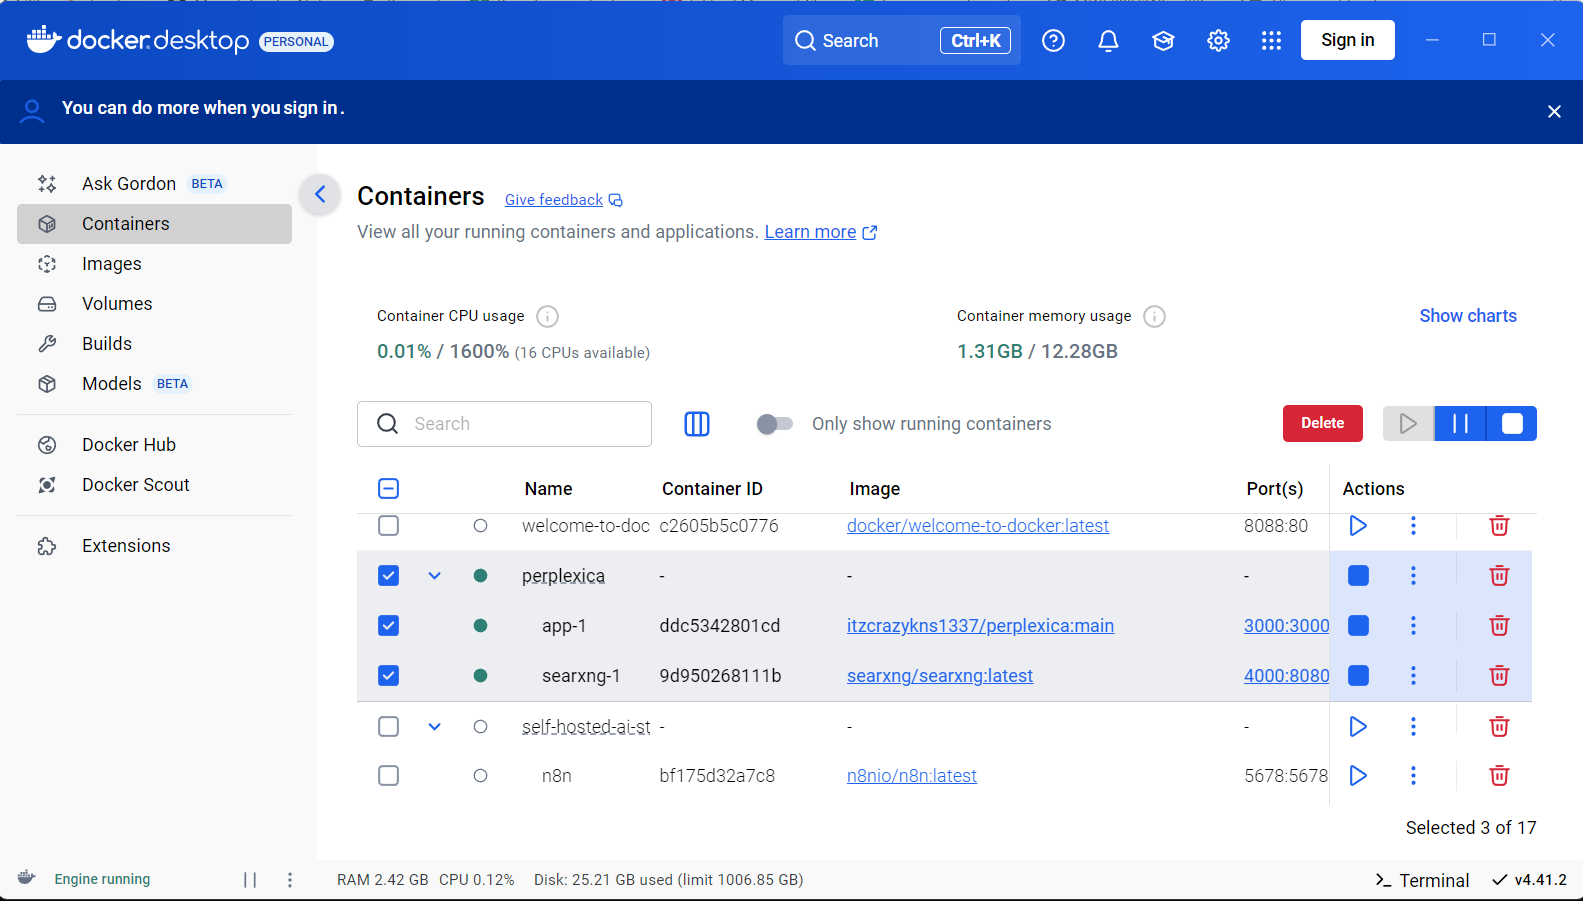 docker.desktop PERSONAL
Search Ctrl+K
Sign in
You can do more when you sign in.
Ask Gordon BETA
Containers
Images
Volumes
Builds
Models BETA
Docker Hub
Docker Scout
Extensions
Containers Give feedback
View all your running containers and applications. Learn more
Container CPU usage
0.01% / 1600% (16 CPUs available)
Container memory usage
1.31GB / 12.28GB
Show charts
Search
Only show running containers
Delete
Name Container ID Image Port(s) Actions
welcome-to-doc c2605b5c0776 docker/welcome-to-docker:latest 8088:80
perplexica - - -
app-1 ddc5342801cd itzcrazykns1337/perplexica:main 3000:3000
searxng-1 9d950268111b searxng/searxng:latest 4000:8080
self-hosted-ai-st - - -
n8n bf175d32a7c8 n8nio/n8n:latest 5678:5678
Selected 3 of 17
Engine running
RAM 2.42 GB CPU 0.12% Disk: 25.21 GB used (limit 1006.85 GB)
Terminal
v4.41.2